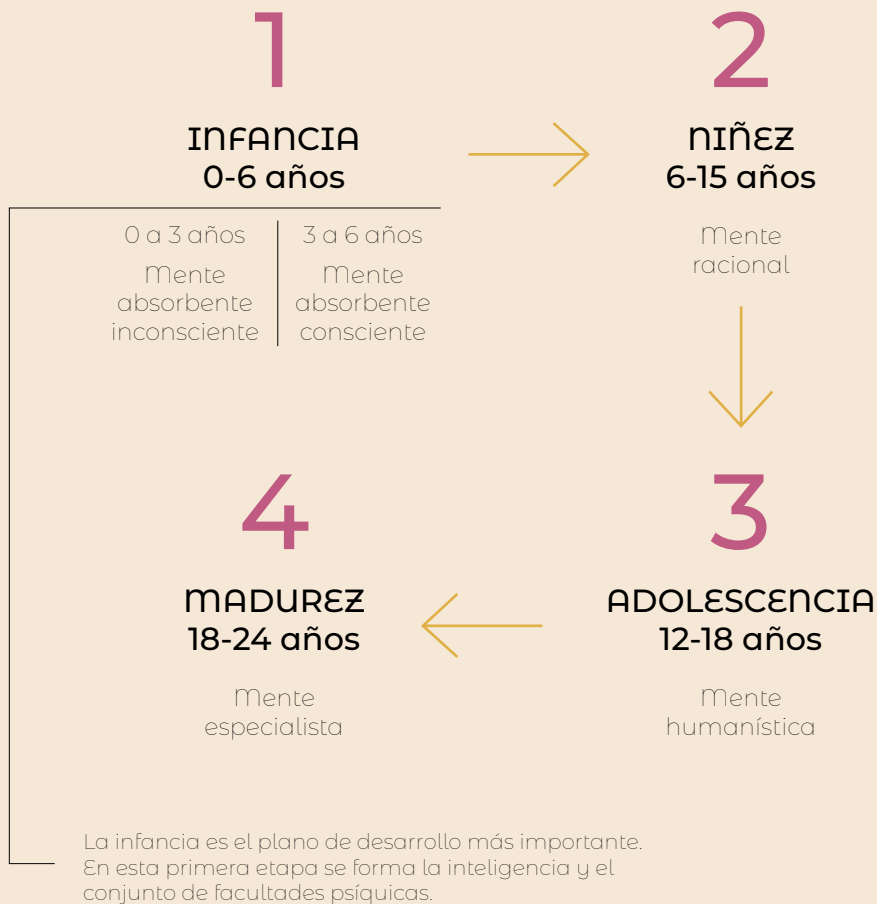 1
INFANCIA
0-6 años
0 a 3 años
Mente
absorbente
inconsciente
3 a 6 años
Mente
absorbente
consciente
2
NIÑEZ
6-15 años
Mente
racional
3
ADOLESCENCIA
12-18 años
Mente
humanística
4
MADUREZ
18-24 años
Mente
especialista
La infancia es el plano de desarrollo más importante.
En esta primera etapa se forma la inteligencia y el
conjunto de facultades psíquicas.